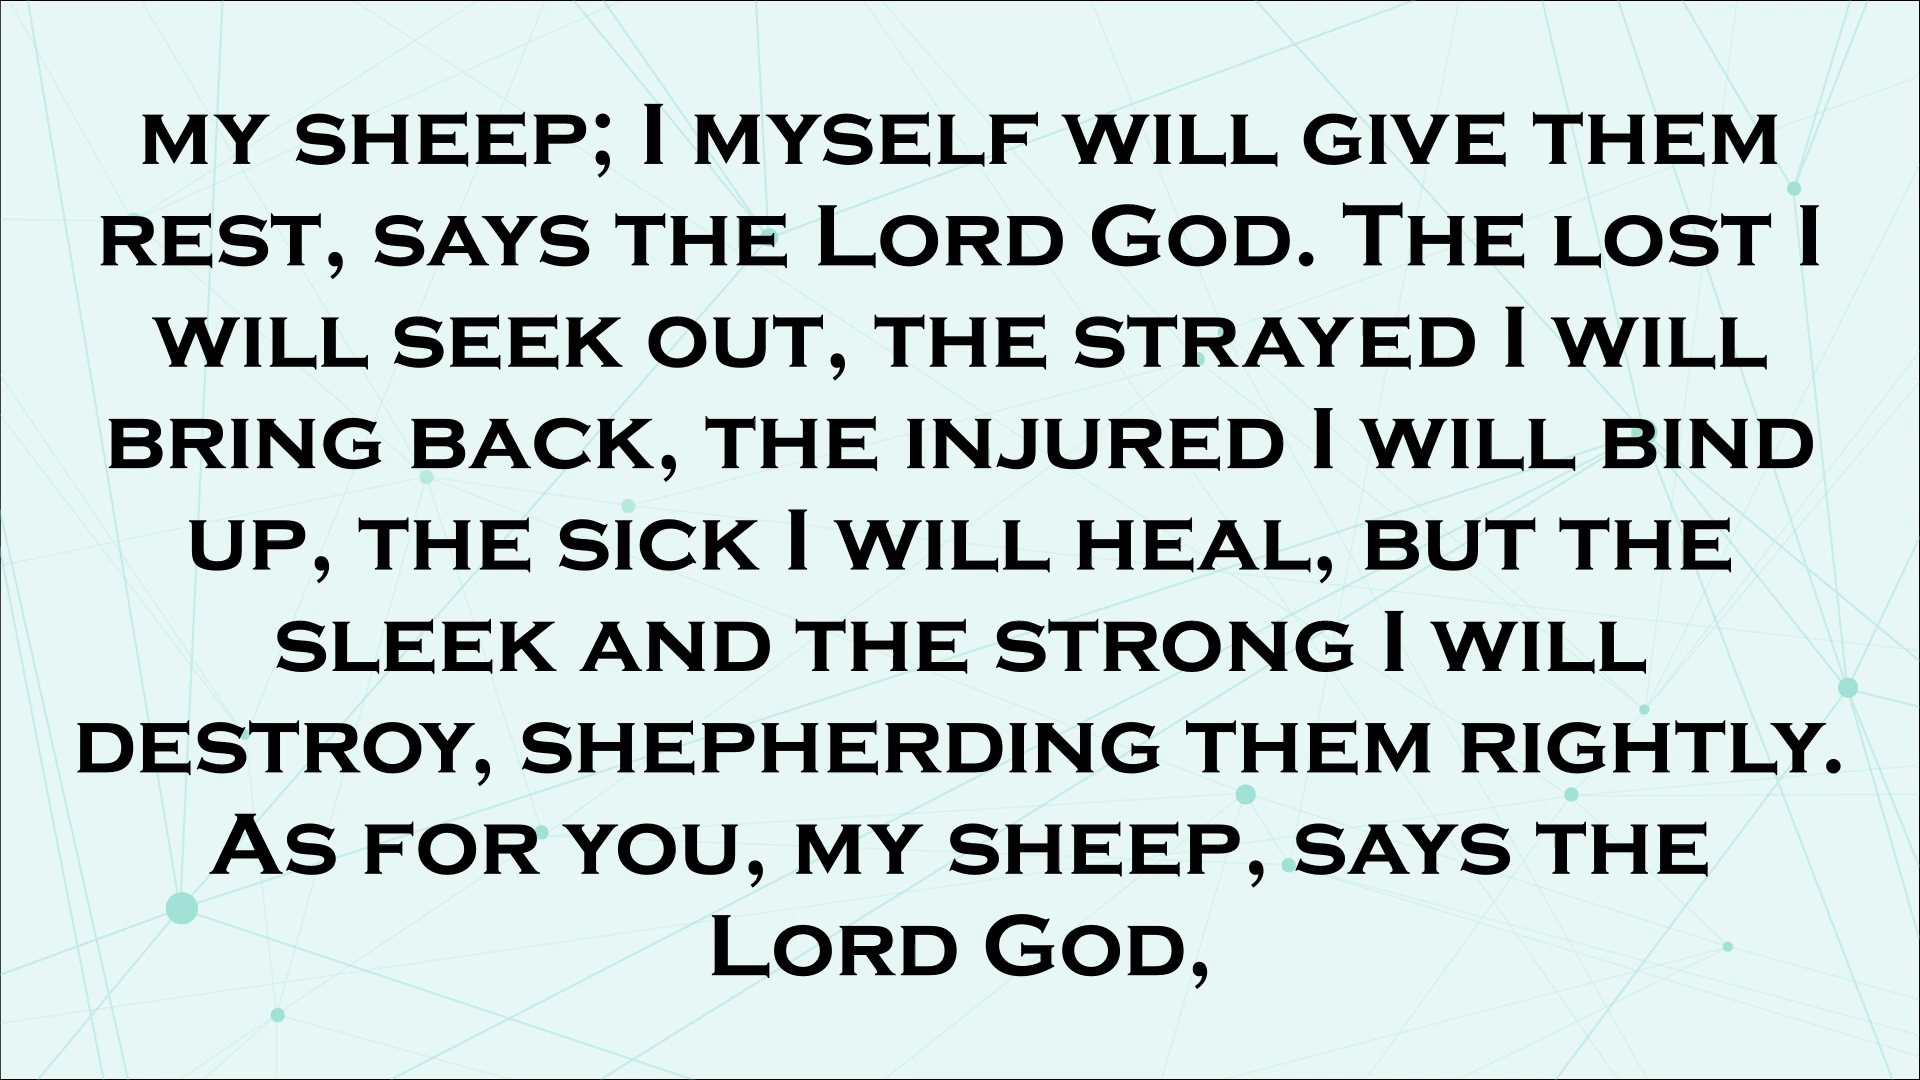 my sheep; I myself will give them
rest, says the Lord God. The lost I
will seek out, the strayed I will
bring back, the injured I will bind
up, the sick I will heal, but the
sleek and the strong I will
destroy, shepherding them rightly.
As for you, my sheep, says the
Lord God,